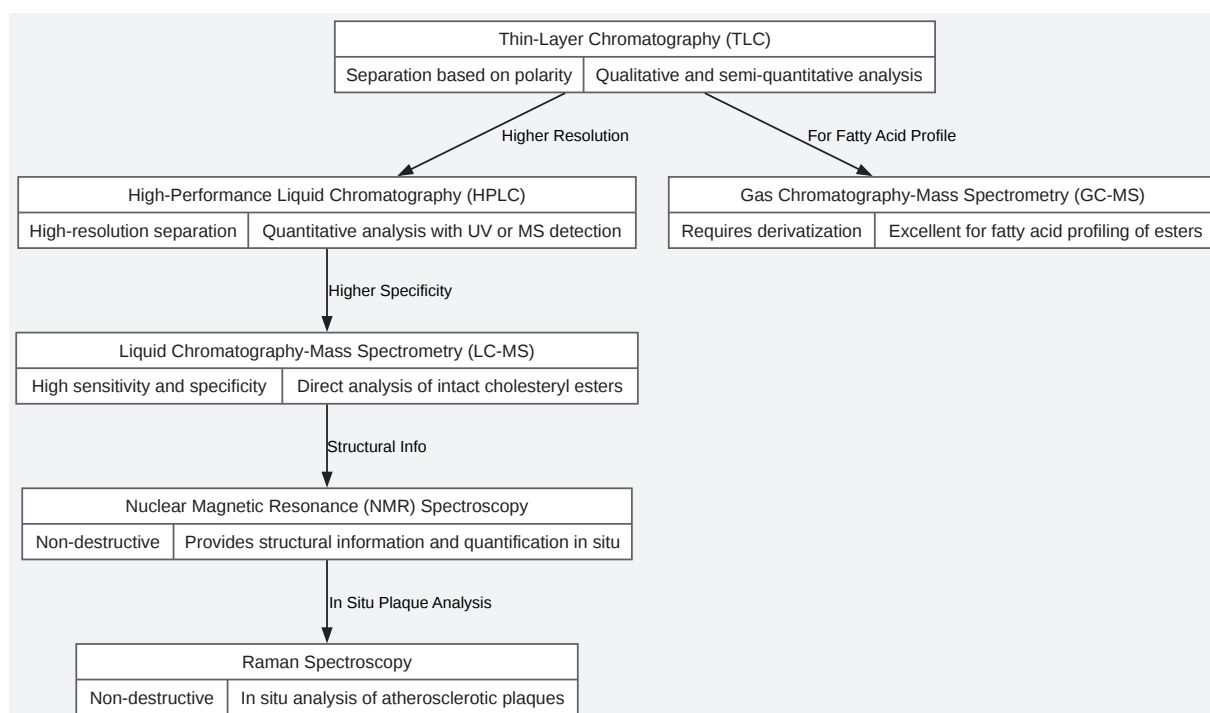 Thin-Layer Chromatography (TLC)
Separation based on polarity
Qualitative and semi-quantitative analysis
Higher Resolution
For Fatty Acid Profile
High-Performance Liquid Chromatography (HPLC)
High-resolution separation
Quantitative analysis with UV or MS detection
Gas Chromatography-Mass Spectrometry (GC-MS)
Requires derivatization
Excellent for fatty acid profiling of esters
Higher Specificity
Liquid Chromatography-Mass Spectrometry (LC-MS)
High sensitivity and specificity
Direct analysis of intact cholesteryl esters
Structural Info
Nuclear Magnetic Resonance (NMR) Spectroscopy
Non-destructive
Provides structural information and quantification in situ
In Situ Plaque Analysis
Raman Spectroscopy
Non-destructive
In situ analysis of atherosclerotic plaques